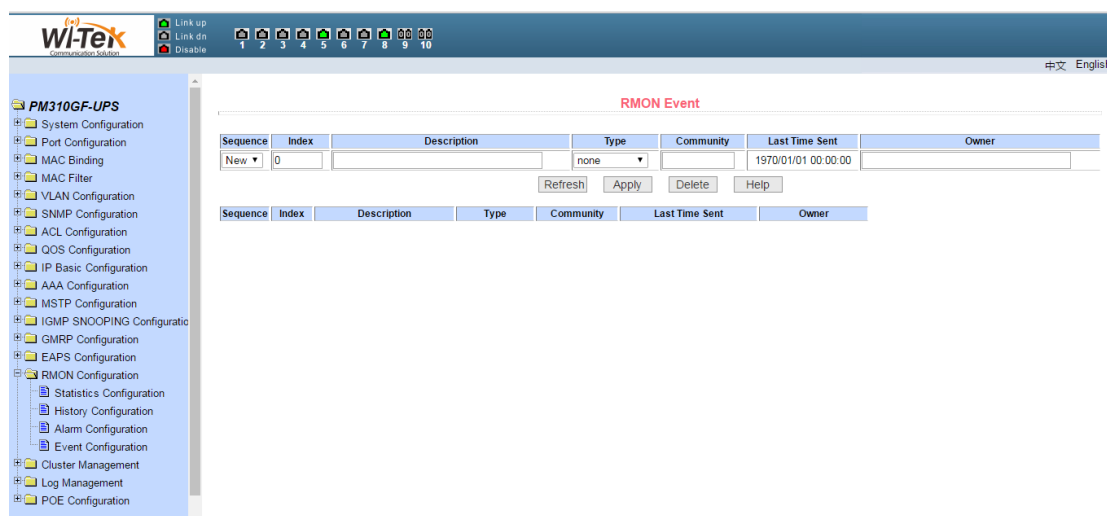 Wi-Tek
Communication Solution
Link up
Link dn
Disable
1 2 3 4 5 6 7 8 9 10
中文 English
PM310GF-UPS
System Configuration
Port Configuration
MAC Binding
MAC Filter
VLAN Configuration
SNMP Configuration
ACL Configuration
QOS Configuration
IP Basic Configuration
AAA Configuration
MSTP Configuration
IGMP SNOOPING Configuratio
GMRP Configuration
EAPS Configuration
RMON Configuration
Statistics Configuration
History Configuration
Alarm Configuration
Event Configuration
Cluster Management
Log Management
POE Configuration
RMON Event
Sequence Index Description Type Community Last Time Sent Owner
New 0 none 1970/01/01 00:00:00
Refresh Apply Delete Help
Sequence Index Description Type Community Last Time Sent Owner